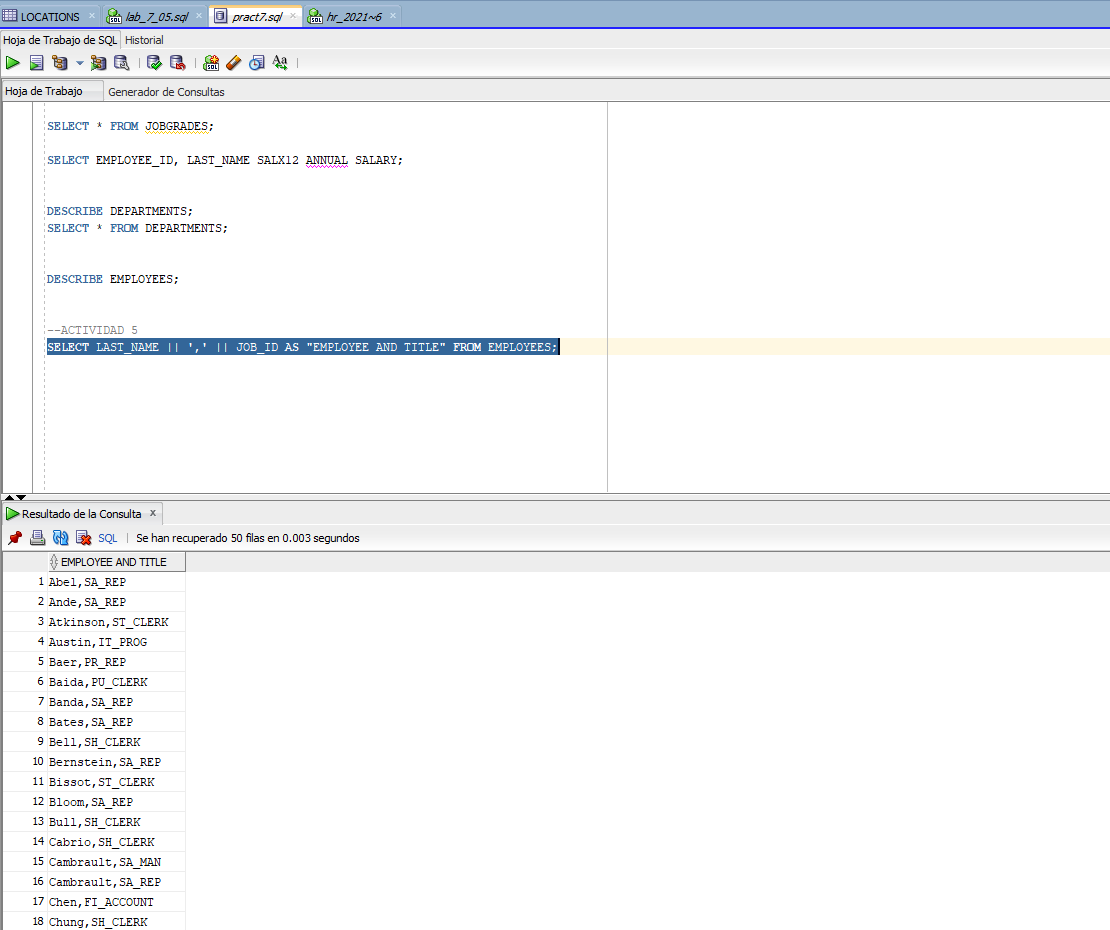 LOCATIONS lab_7_05.sql pract7.sql hr_2021~6
Hoja de Trabajo de SQL Historial
Hoja de Trabajo Generador de Consultas
SELECT * FROM JOBGRADES;
SELECT EMPLOYEE_ID, LAST_NAME SALX12 ANNUAL SALARY;
DESCRIBE DEPARTMENTS;
SELECT * FROM DEPARTMENTS;
DESCRIBE EMPLOYEES;
--ACTIVIDAD 5
SELECT LAST_NAME || ',' || JOB_ID AS "EMPLOYEE AND TITLE" FROM EMPLOYEES;
Resultado de la Consulta x
SQL | Se han recuperado 50 filas en 0.003 segundos
EMPLOYEE AND TITLE
1 Abel,SA_REP
2 Ande,SA_REP
3 Atkinson,ST_CLERK
4 Austin,IT_PROG
5 Baer,PR_REP
6 Baida,PU_CLERK
7 Banda,SA_REP
8 Bates,SA_REP
9 Bell,SH_CLERK
10 Bernstein,SA_REP
11 Bissot,ST_CLERK
12 Bloom,SA_REP
13 Bull,SH_CLERK
14 Cabrio,SH_CLERK
15 Cambrault,SA_MAN
16 Cambrault,SA_REP
17 Chen,FI_ACCOUNT
18 Chung,SH_CLERK